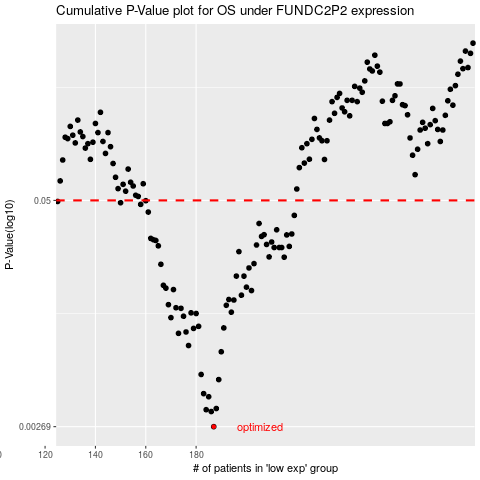 Cumulative P-Value plot for OS under FUNDC2P2 expression
P-Value(log10)
0.05
0.00269
optimized
0 120 140 160 180
# of patients in 'low exp' group